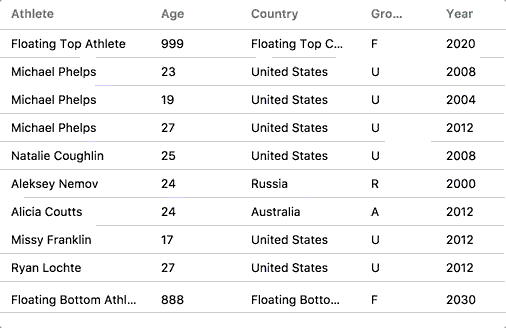 Athlete Age Country Gro... Year
Floating Top Athlete 999 Floating Top C... F 2020
Michael Phelps 23 United States U 2008
Michael Phelps 19 United States U 2004
Michael Phelps 27 United States U 2012
Natalie Coughlin 25 United States U 2008
Aleksey Nemov 24 Russia R 2000
Alicia Coutts 24 Australia A 2012
Missy Franklin 17 United States U 2012
Ryan Lochte 27 United States U 2012
Floating Bottom Athl... 888 Floating Botto... F 2030